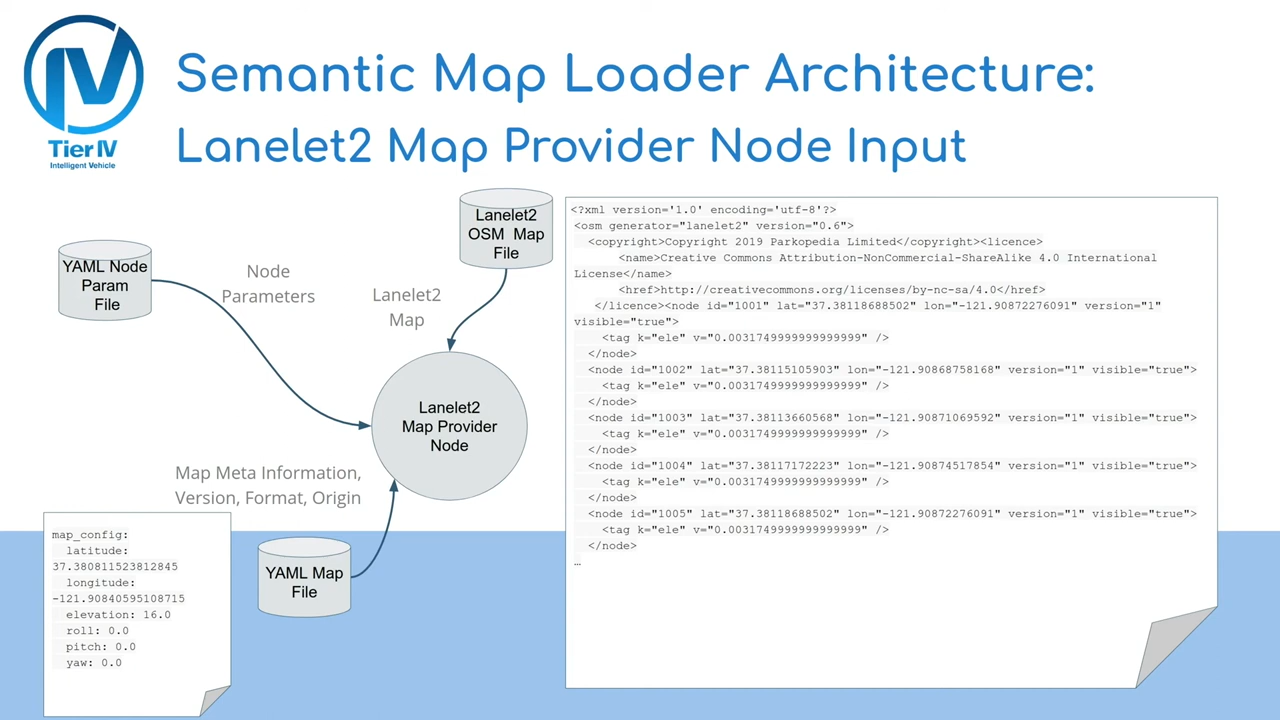 Tier IV
Intelligent Vehicle
Semantic Map Loader Architecture:
Lanelet2 Map Provider Node Input
YAML Node
Param
File
Node
Parameters
Lanelet2
OSM Map
File
Lanelet2
Map
Lanelet2
Map Provider
Node
Map Meta Information,
Version, Format, Origin
YAML Map
File
map_config:
latitude:
37.380811523812845
longitude:
-121.90840595108715
elevation: 16.0
roll: 0.0
pitch: 0.0
yaw: 0.0
<?xml version='1.0' encoding='utf-8'?>
<osm generator="lanelet2" version="0.6">
<copyright>Copyright 2019 Parkopedia Limited</copyright><licence>
<name>Creative Commons Attribution-NonCommercial-ShareAlike 4.0 International
License</name>
<href>http://creativecommons.org/licenses/by-nc-sa/4.0</href>
</licence><node id="1001" lat="37.38118688502" lon="-121.90872276091" version="1"
visible="true">
<tag k="ele" v="0.0031749999999999999" />
</node>
<node id="1002" lat="37.38115105903" lon="-121.90868758168" version="1" visible="true">
<tag k="ele" v="0.0031749999999999999" />
</node>
<node id="1003" lat="37.38113660568" lon="-121.90871069592" version="1" visible="true">
<tag k="ele" v="0.0031749999999999999" />
</node>
<node id="1004" lat="37.38117172223" lon="-121.90874517854" version="1" visible="true">
<tag k="ele" v="0.0031749999999999999" />
</node>
<node id="1005" lat="37.38118688502" lon="-121.90872276091" version="1" visible="true">
<tag k="ele" v="0.0031749999999999999" />
</node>
…